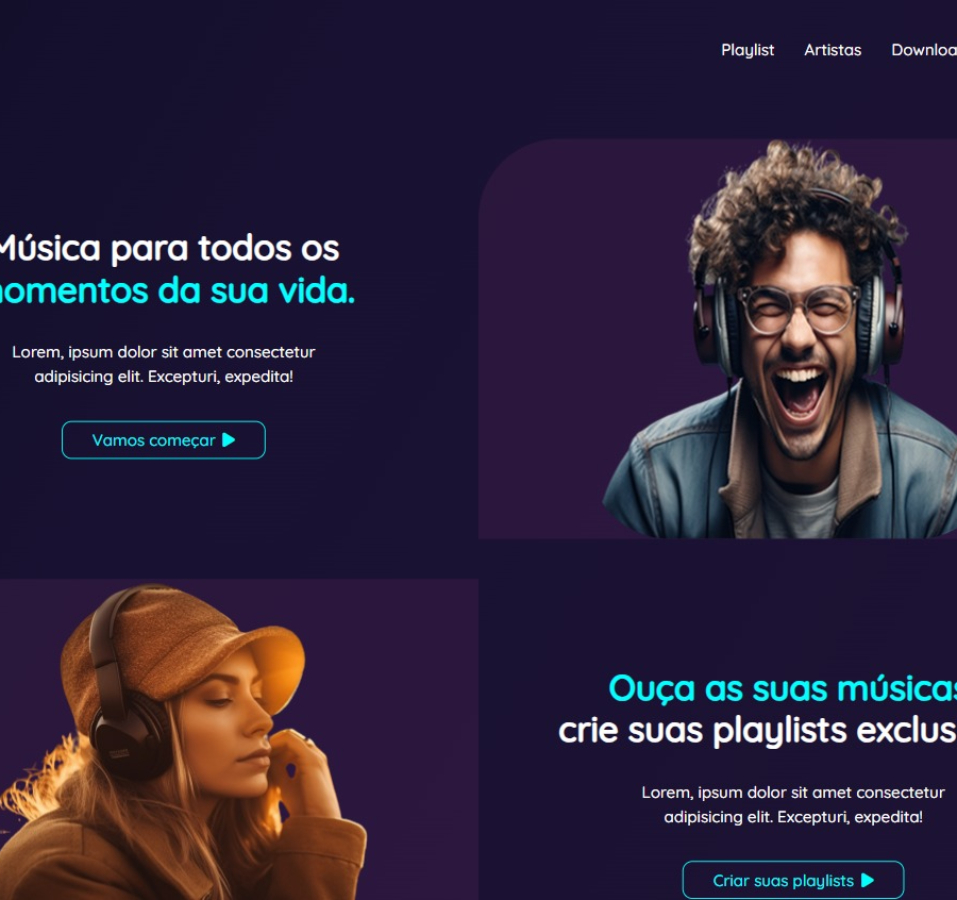 Playlist Artistas Downloa
Música para todos os
omentos da sua vida.
Lorem, ipsum dolor sit amet consectetur
adipisicing elit. Excepturi, expedita!
Vamos começar
Ouça as suas músicas
crie suas playlists exclus
Lorem, ipsum dolor sit amet consectetur
adipisicing elit. Excepturi, expedita!
Criar suas playlists